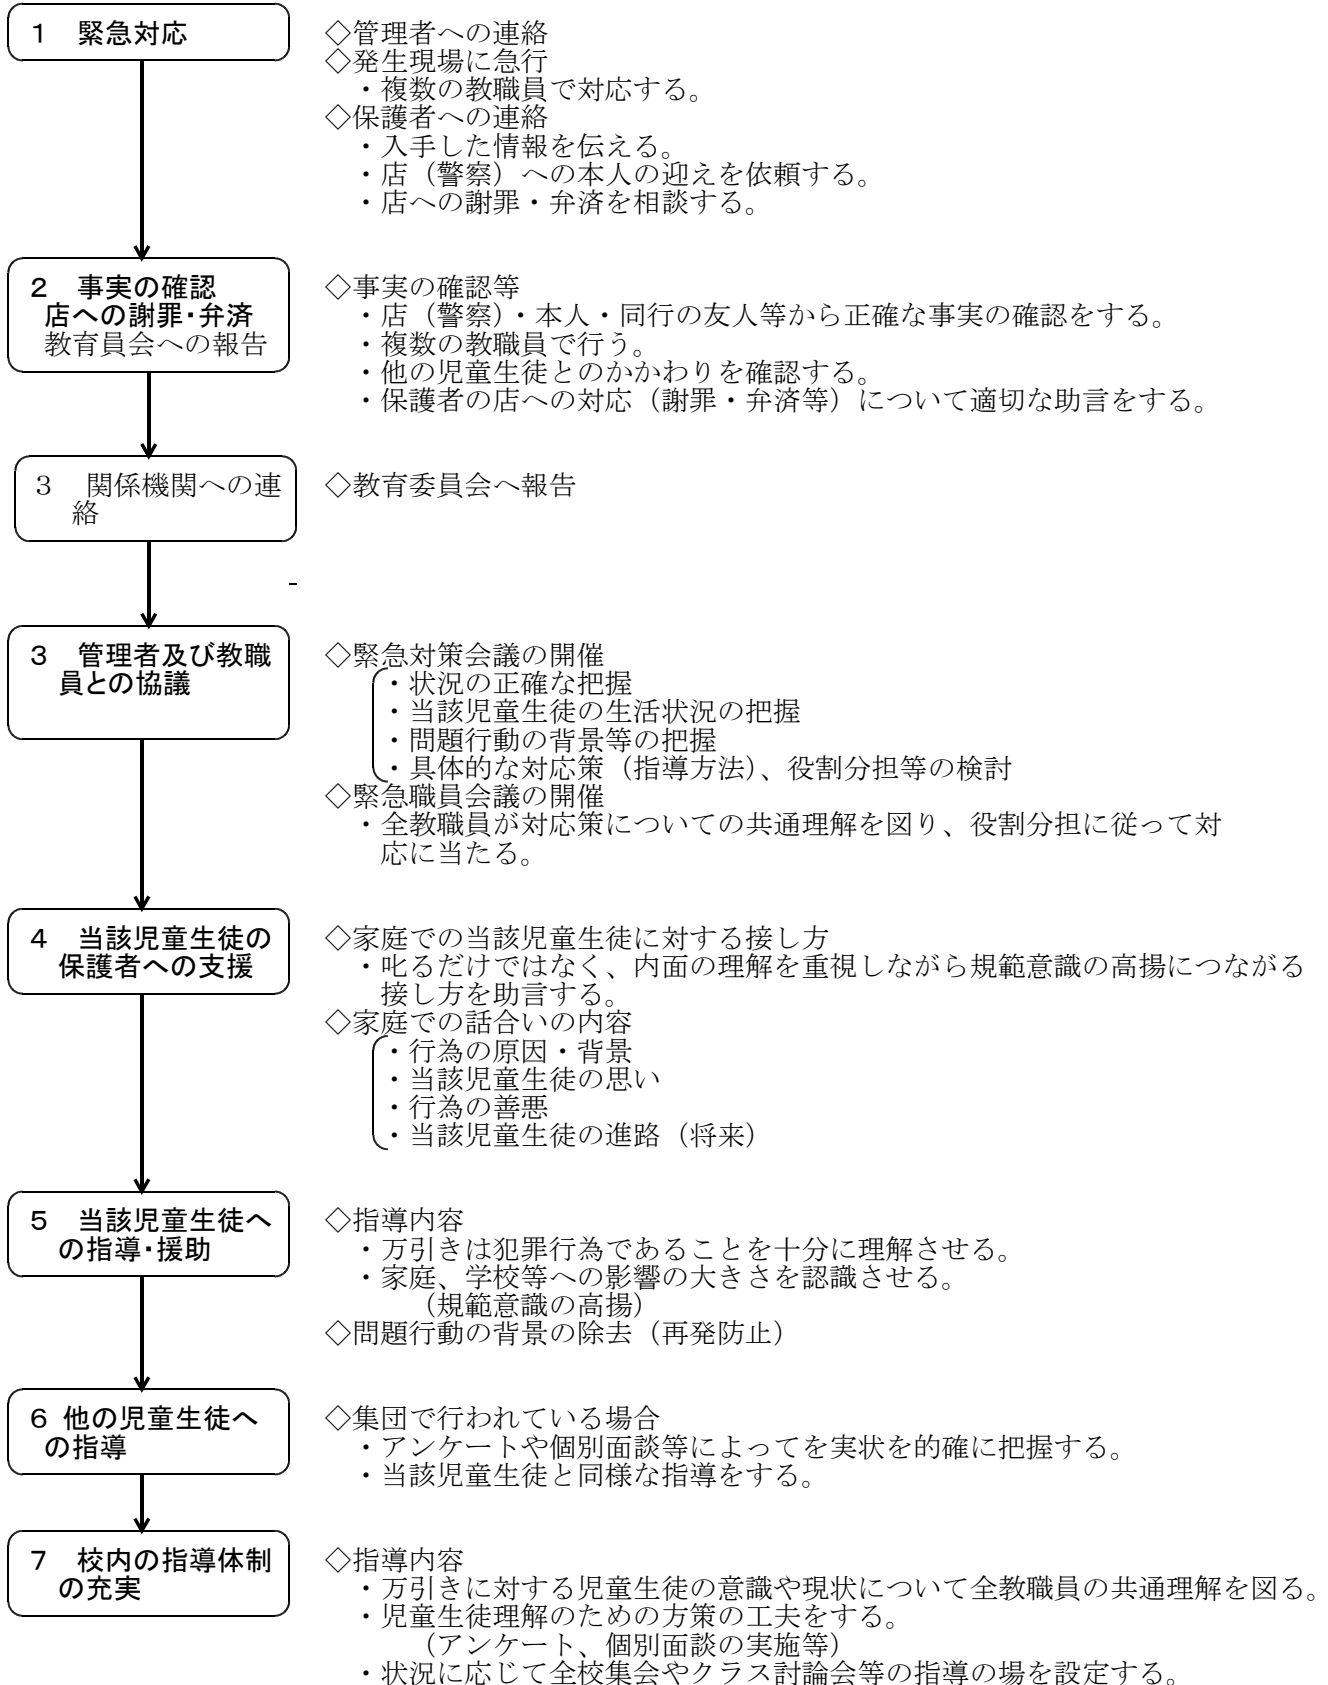 １　緊急対応
◇管理者への連絡
◇発生現場に急行
・複数の教職員で対応する。
◇保護者への連絡
・入手した情報を伝える。
・店（警察）への本人の迎えを依頼する。
・店への謝罪・弁済を相談する。
２　事実の確認
店への謝罪・弁済
教育員会への報告
◇事実の確認等
・店（警察）・本人・同行の友人等から正確な事実の確認をする。
・複数の教職員で行う。
・他の児童生徒とのかかわりを確認する。
・保護者の店への対応（謝罪・弁済等）について適切な助言をする。
３　関係機関への連
絡
◇教育委員会へ報告
３　管理者及び教職
員との協議
◇緊急対策会議の開催
・状況の正確な把握
・当該児童生徒の生活状況の把握
・問題行動の背景等の把握
・具体的な対応策（指導方法）、役割分担等の検討
◇緊急職員会議の開催
・全教職員が対応策についての共通理解を図り、役割分担に従って対
応に当たる。
４　当該児童生徒の
保護者への支援
◇家庭での当該児童生徒に対する接し方
・叱るだけではなく、内面の理解を重視しながら規範意識の高揚につながる
接し方を助言する。
◇家庭での話合いの内容
・行為の原因・背景
・当該児童生徒の思い
・行為の善悪
・当該児童生徒の進路（将来）
５　当該児童生徒へ
の指導・援助
◇指導内容
・万引きは犯罪行為であることを十分に理解させる。
・家庭、学校等への影響の大きさを認識させる。
（規範意識の高揚）
◇問題行動の背景の除去（再発防止）
６ 他の児童生徒へ
の指導
◇集団で行われている場合
・アンケートや個別面談等によってを実状を的確に把握する。
・当該児童生徒と同様な指導をする。
７　校内の指導体制
の充実
◇指導内容
・万引きに対する児童生徒の意識や現状について全教職員の共通理解を図る。
・児童生徒理解のための方策の工夫をする。
（アンケート、個別面談の実施等）
・状況に応じて全校集会やクラス討論会等の指導の場を設定する。